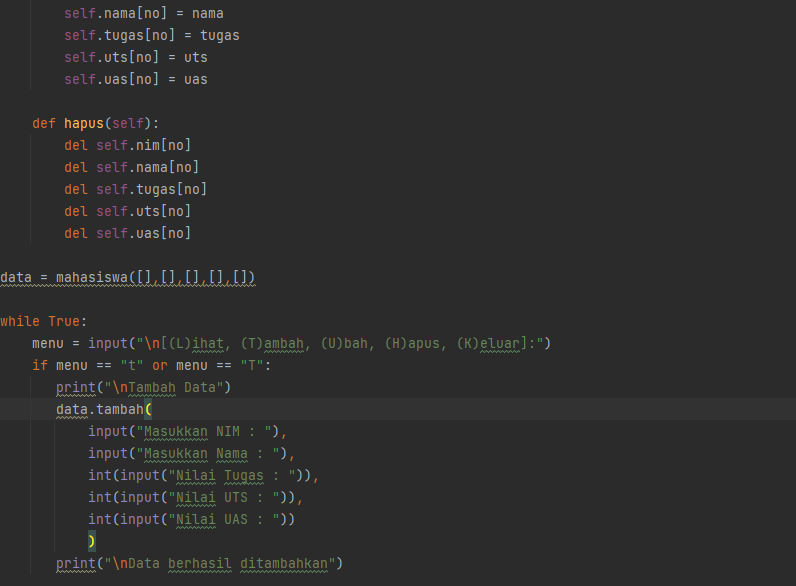 self.nama[no] = nama
self.tugas[no] = tugas
self.uts[no] = uts
self.uas[no] = uas
def hapus(self):
del self.nim[no]
del self.nama[no]
del self.tugas[no]
del self.uts[no]
del self.uas[no]
data = mahasiswa([],[],[],[],[])
while True:
menu = input("\n[(L)ihat, (T)ambah, (U)bah, (H)apus, (K)eluar]:")
if menu == "t" or menu == "T":
print("\nTambah Data")
data.tambah(
input("Masukkan NIM : "),
input("Masukkan Nama : "),
int(input("Nilai Tugas : ")),
int(input("Nilai UTS : ")),
int(input("Nilai UAS : "))
)
print("\nData berhasil ditambahkan")